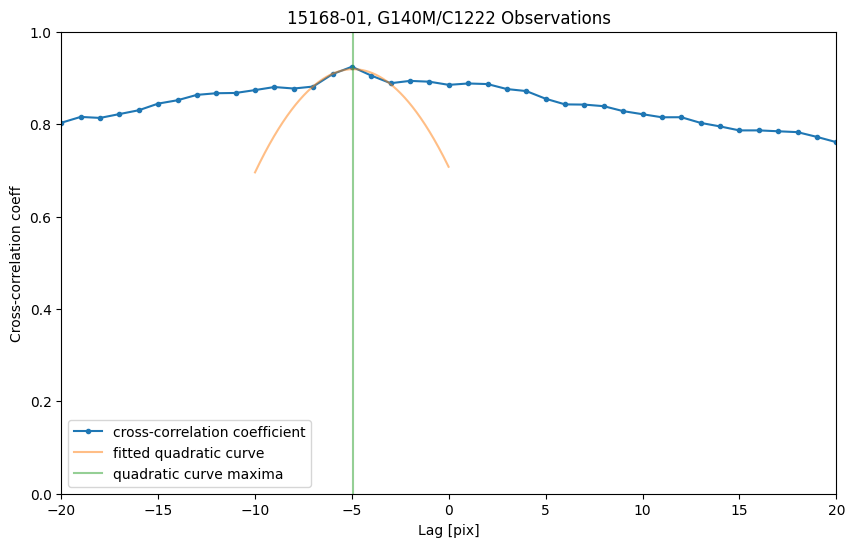 15168-01, G140M/C1222 Observations
1.0
0.8
0.6
0.4
0.2
0.0
Cross-correlation coeff
cross-correlation coefficient
fitted quadratic curve
quadratic curve maxima
−20 −15 −10 −5 0 5 10 15 20
Lag [pix]